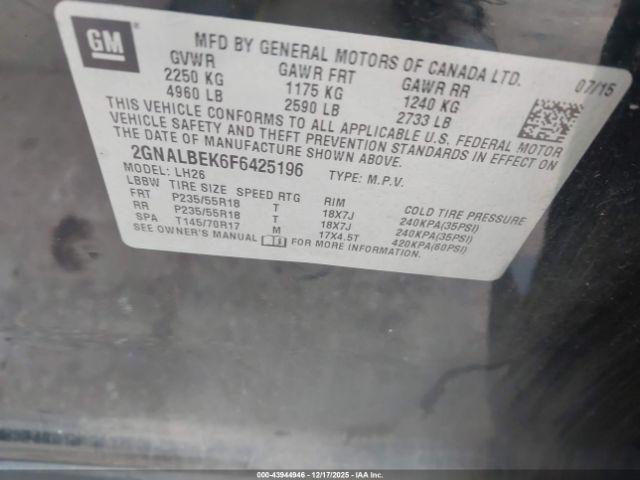 GM
MFD BY GENERAL MOTORS OF CANADA LTD.
GVWR GAWR FRT GAWR RR 07/15
2250 KG 1175 KG 1240 KG
4960 LB 2590 LB 2733 LB
THIS VEHICLE CONFORMS TO ALL APPLICABLE U.S. FEDERAL MOTOR
VEHICLE SAFETY AND THEFT PREVENTION STANDARDS IN EFFECT ON
THE DATE OF MANUFACTURE SHOWN ABOVE.
2GNALBEK6F6425196 TYPE: M.P.V.
MODEL: LH26
LBBW TIRE SIZE SPEED RTG RIM COLD TIRE PRESSURE
FRT P235/55R18 T 18X7J 240KPA(35PSI)
RR P235/55R18 T 18X7J 240KPA(35PSI)
SPA T145/70R17 M 17X4.5T 420KPA(60PSI)
SEE OWNER'S MANUAL FOR MORE INFORMATION.
000-43944946 - 12/17/2025 - IAAI.COM